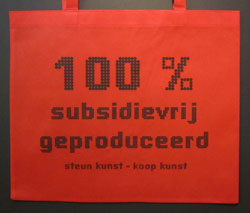 100 %
subsidievrij
geproduceerd
steun kunst - koop kunst